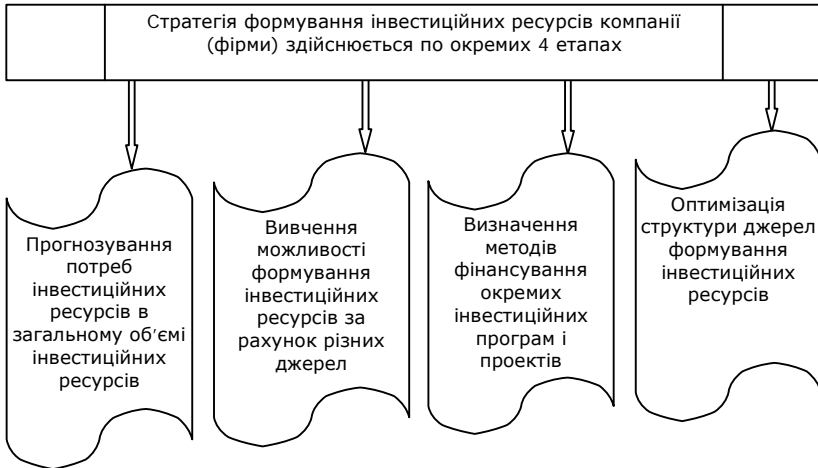 Стратегія формування інвестиційних ресурсів компанії
(фірми) здійснюється по окремих 4 етапах
Прогнозування
потреб
інвестиційних
ресурсів в
загальному об’ємі
інвестиційних
ресурсів
Вивчення
можливості
формування
інвестиційних
ресурсів за
рахунок різних
джерел
Визначення
методів
фінансування
окремих
інвестиційних
програм і
проектів
Оптимізація
структури джерел
формування
інвестиційних
ресурсів